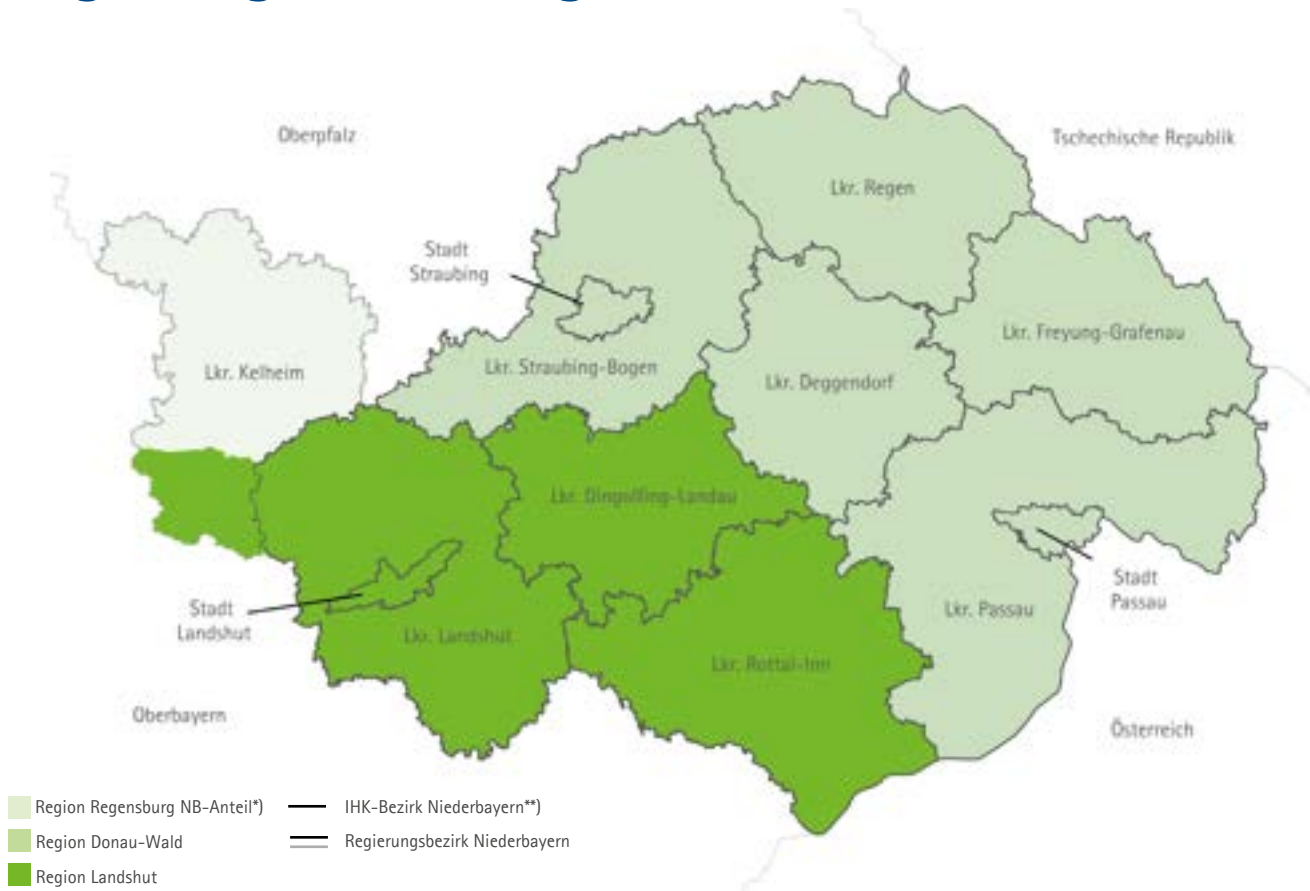 Oberpfalz
Tschechische Republik
Lkr. Regen
Stadt
Straubing
Lkr. Freyung-Grafenau
Lkr. Kelheim
Lkr. Straubing-Bogen
Lkr. Deggendorf
Lkr. Dingolfing-Landau
Stadt
Passau
Stadt
Landshut
Lkr. Landshut
Lkr. Passau
Lkr. Rottal-Inn
Oberbayern
Österreich
Region Regensburg NB-Anteil*)
IHK-Bezirk Niederbayern**)
Region Donau-Wald
Regierungsbezirk Niederbayern
Region Landshut